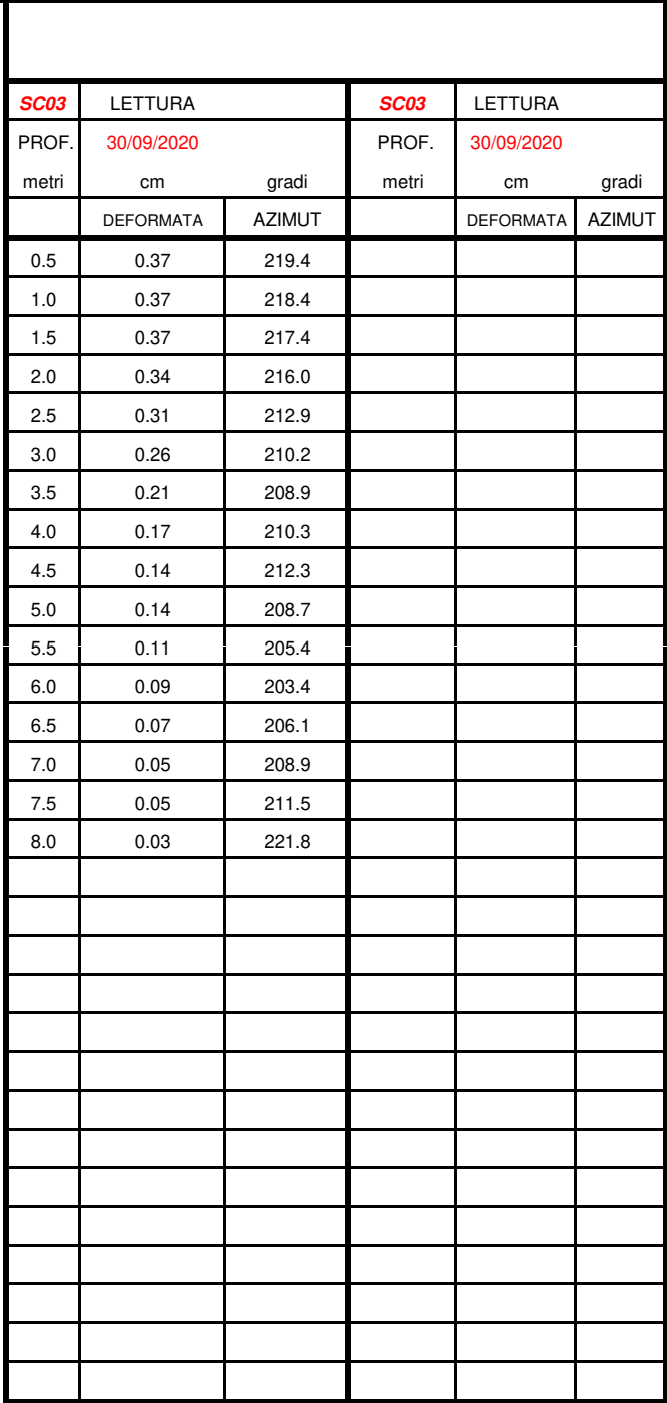 SC03 LETTURA SC03 LETTURA
PROF. 30/09/2020 PROF. 30/09/2020
metri cm gradi metri cm gradi
DEFORMATA AZIMUT DEFORMATA AZIMUT
0.5 0.37 219.4
1.0 0.37 218.4
1.5 0.37 217.4
2.0 0.34 216.0
2.5 0.31 212.9
3.0 0.26 210.2
3.5 0.21 208.9
4.0 0.17 210.3
4.5 0.14 212.3
5.0 0.14 208.7
5.5 0.11 205.4
6.0 0.09 203.4
6.5 0.07 206.1
7.0 0.05 208.9
7.5 0.05 211.5
8.0 0.03 221.8